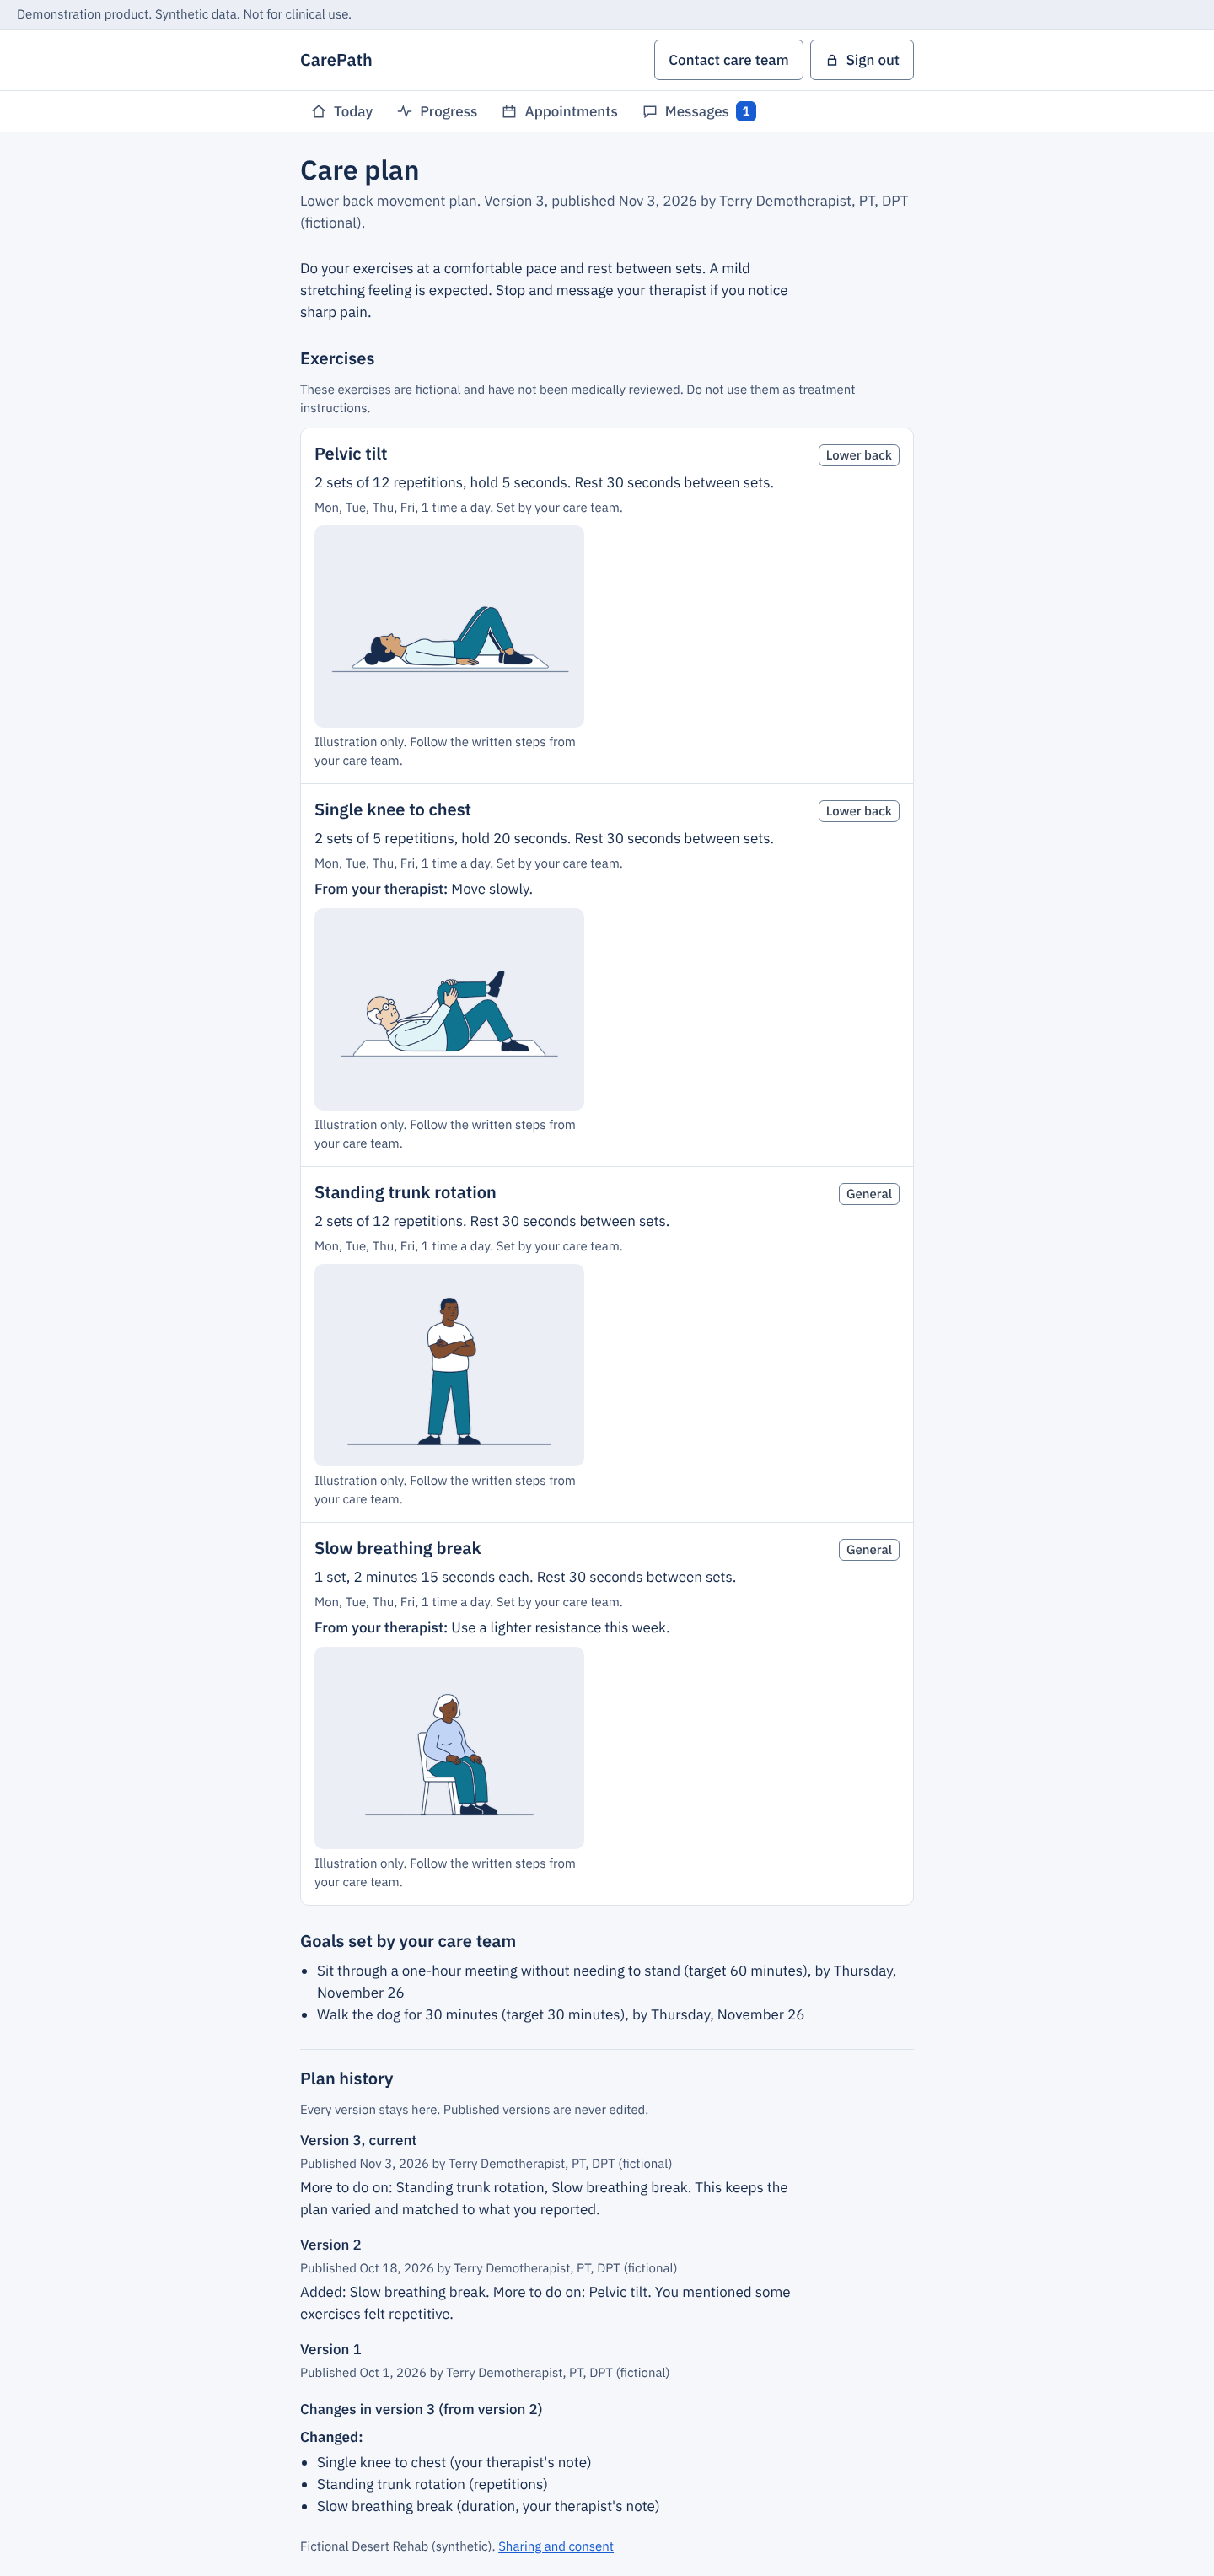 Demonstration product. Synthetic data. Not for clinical use.
CarePath
Contact care team
Sign out
Today
Progress
Appointments
Messages
1
Care plan
Lower back movement plan. Version 3, published Nov 3, 2026 by Terry Demotherapist, PT, DPT
(fictional).
Do your exercises at a comfortable pace and rest between sets. A mild
stretching feeling is expected. Stop and message your therapist if you notice
sharp pain.
Exercises
These exercises are fictional and have not been medically reviewed. Do not use them as treatment
instructions.
Pelvic tilt
Lower back
2 sets of 12 repetitions, hold 5 seconds. Rest 30 seconds between sets.
Mon, Tue, Thu, Fri, 1 time a day. Set by your care team.
Illustration only. Follow the written steps from
your care team.
Single knee to chest
Lower back
2 sets of 5 repetitions, hold 20 seconds. Rest 30 seconds between sets.
Mon, Tue, Thu, Fri, 1 time a day. Set by your care team.
From your therapist: Move slowly.
Illustration only. Follow the written steps from
your care team.
Standing trunk rotation
General
2 sets of 12 repetitions. Rest 30 seconds between sets.
Mon, Tue, Thu, Fri, 1 time a day. Set by your care team.
Illustration only. Follow the written steps from
your care team.
Slow breathing break
General
1 set, 2 minutes 15 seconds each. Rest 30 seconds between sets.
Mon, Tue, Thu, Fri, 1 time a day. Set by your care team.
From your therapist: Use a lighter resistance this week.
Illustration only. Follow the written steps from
your care team.
Goals set by your care team
• Sit through a one-hour meeting without needing to stand (target 60 minutes), by Thursday,
November 26
• Walk the dog for 30 minutes (target 30 minutes), by Thursday, November 26
Plan history
Every version stays here. Published versions are never edited.
Version 3, current
Published Nov 3, 2026 by Terry Demotherapist, PT, DPT (fictional)
More to do on: Standing trunk rotation, Slow breathing break. This keeps the
plan varied and matched to what you reported.
Version 2
Published Oct 18, 2026 by Terry Demotherapist, PT, DPT (fictional)
Added: Slow breathing break. More to do on: Pelvic tilt. You mentioned some
exercises felt repetitive.
Version 1
Published Oct 1, 2026 by Terry Demotherapist, PT, DPT (fictional)
Changes in version 3 (from version 2)
Changed:
• Single knee to chest (your therapist's note)
• Standing trunk rotation (repetitions)
• Slow breathing break (duration, your therapist's note)
Fictional Desert Rehab (synthetic). Sharing and consent